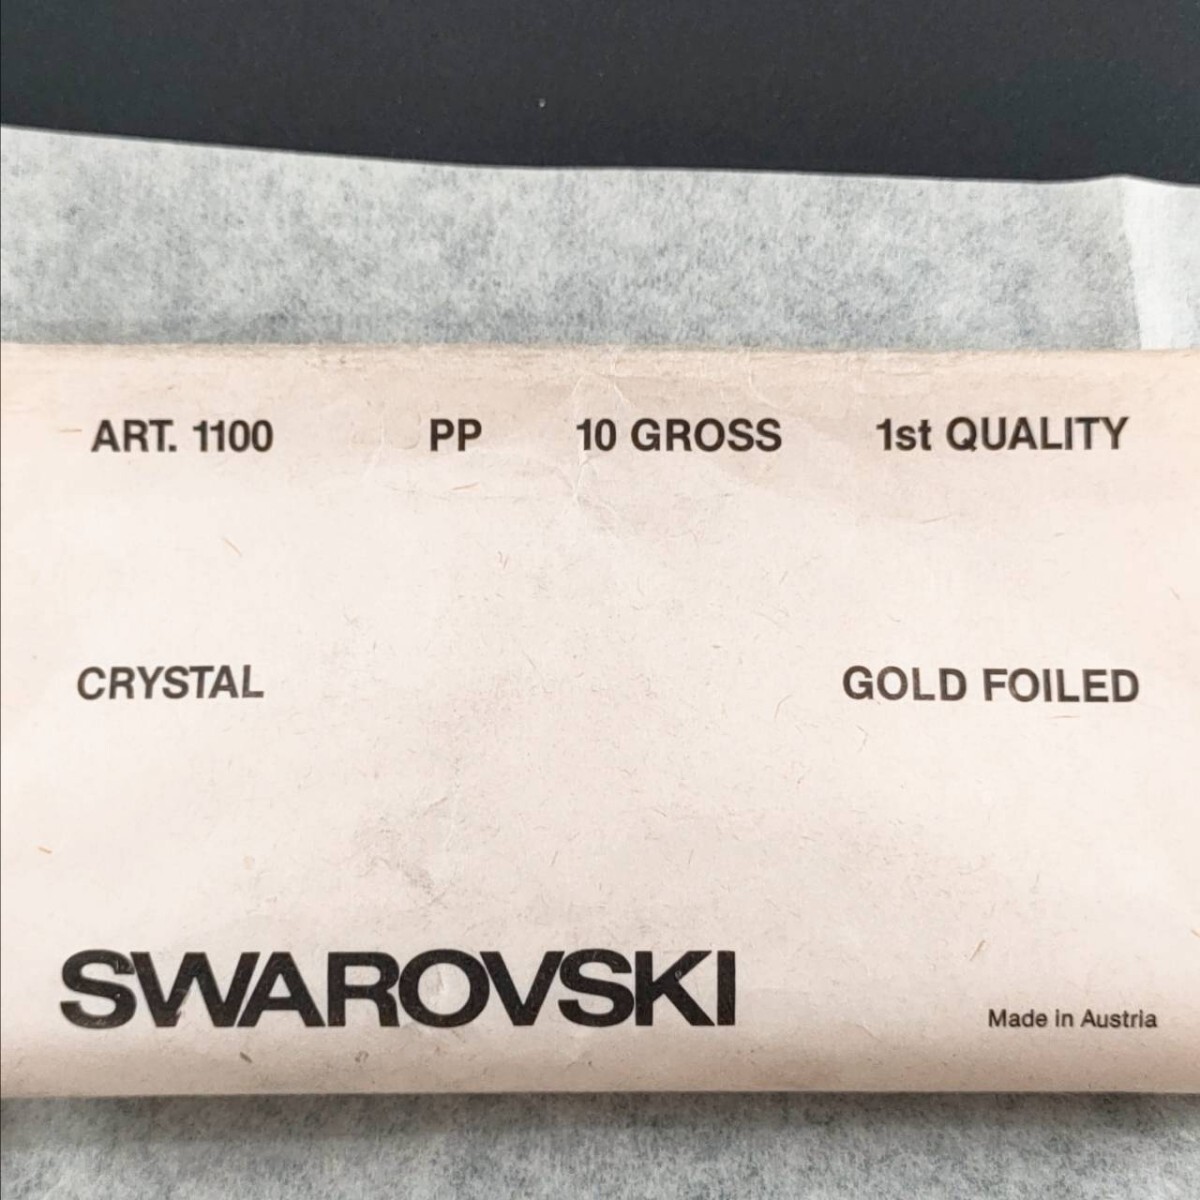 ART. 1100 PP 10 GROSS 1st QUALITY
CRYSTAL GOLD FOILED
SWAROVSKI Made in Austria